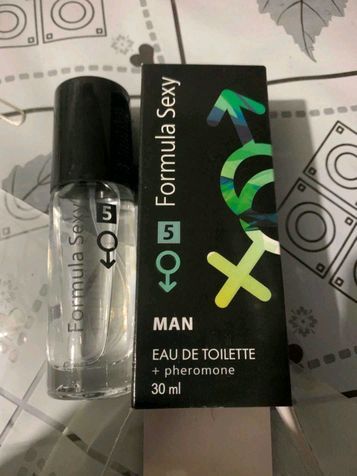 Formula Sexy
5
Formula Sexy
5
MAN
EAU DE TOILETTE
+ pheromone
30 ml